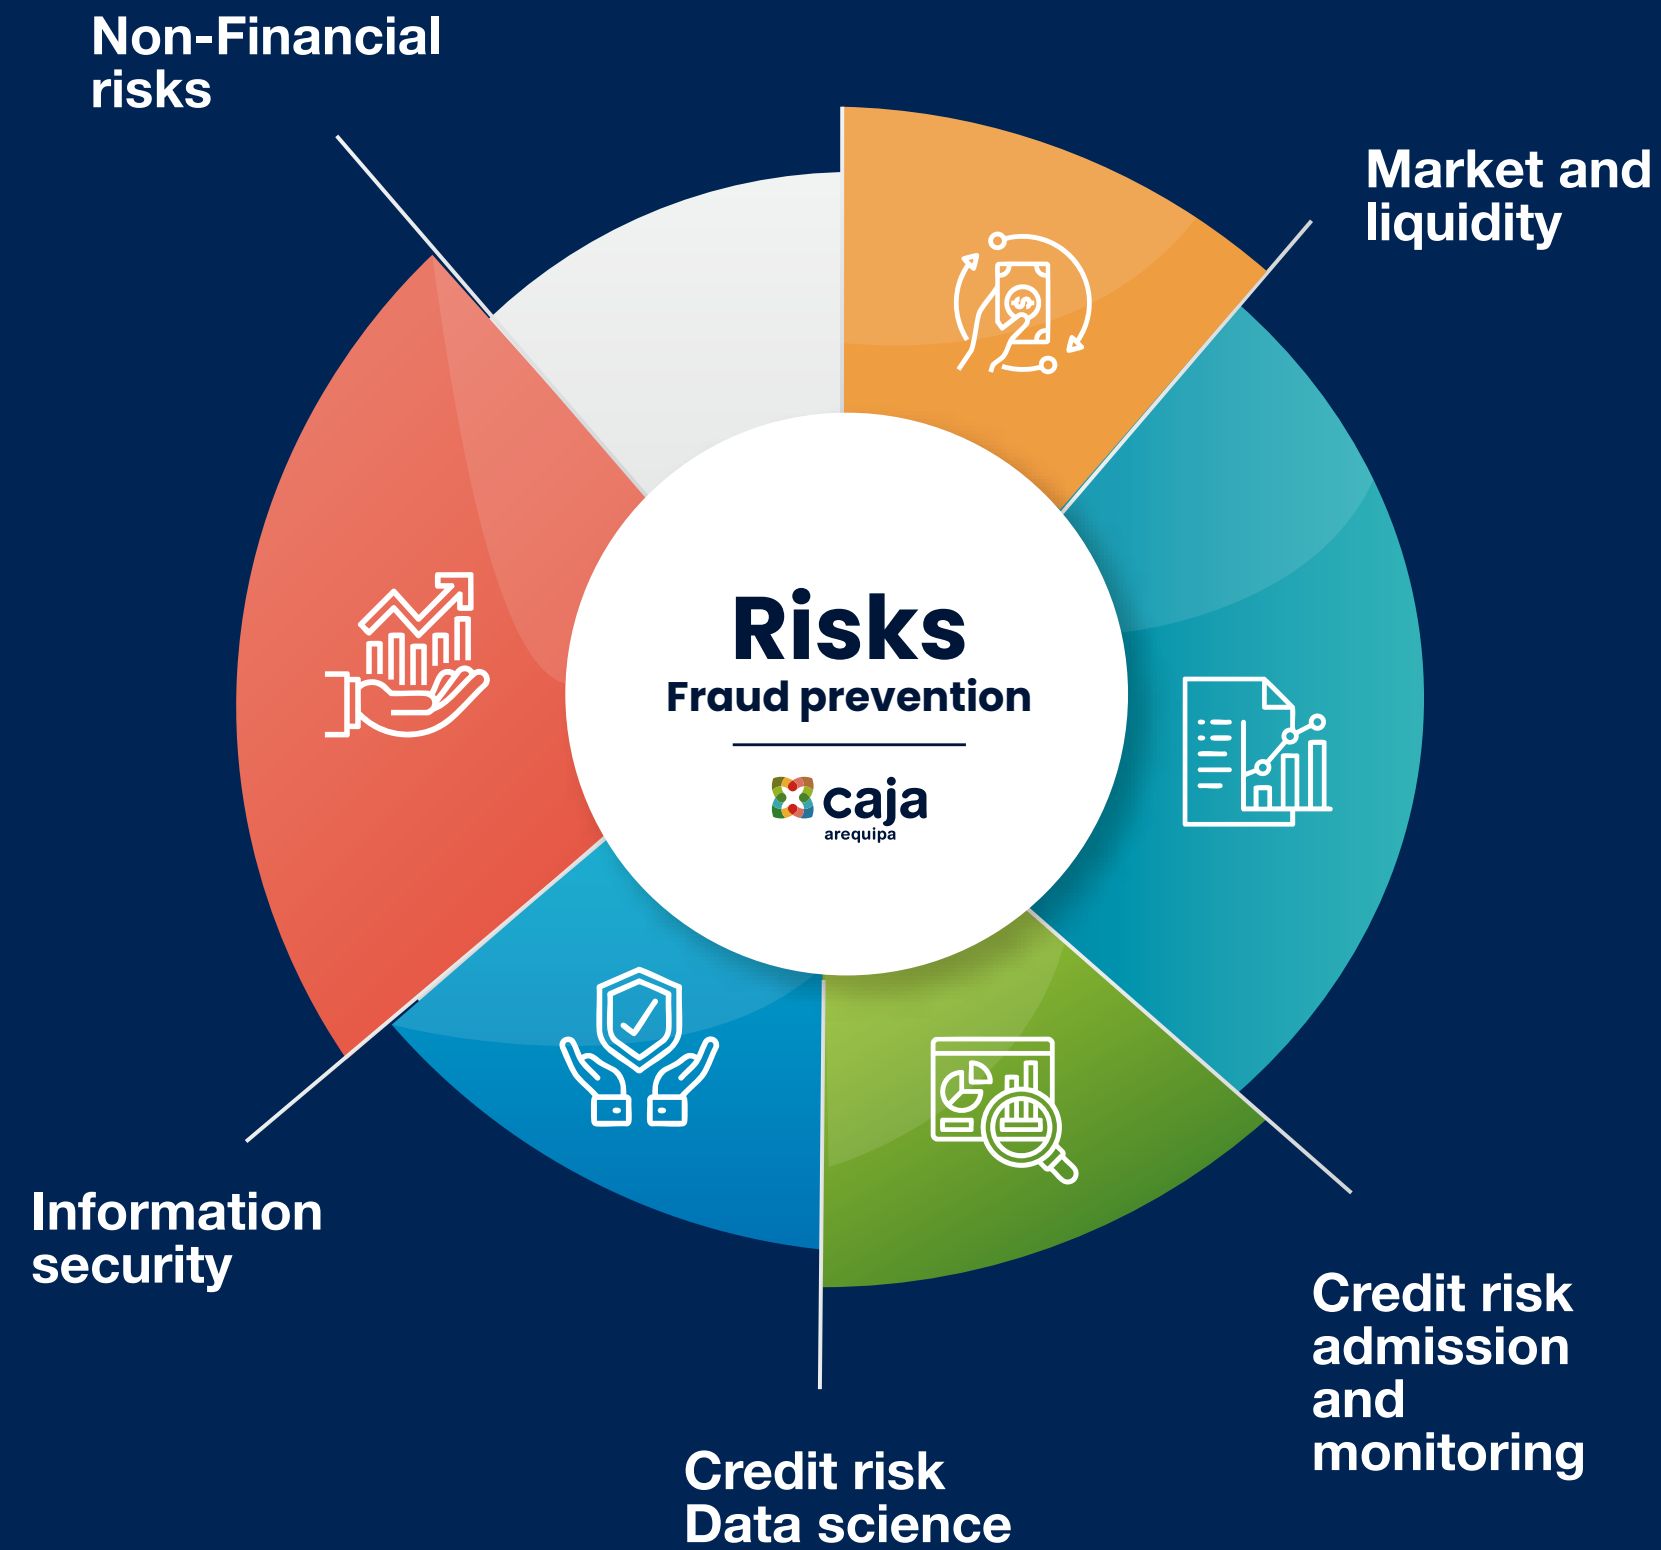 Non-Financial
risks
Market and
liquidity
Risks
Fraud prevention
caja
arequipa
Information
security
Credit risk
admission
and
monitoring
Credit risk
Data science